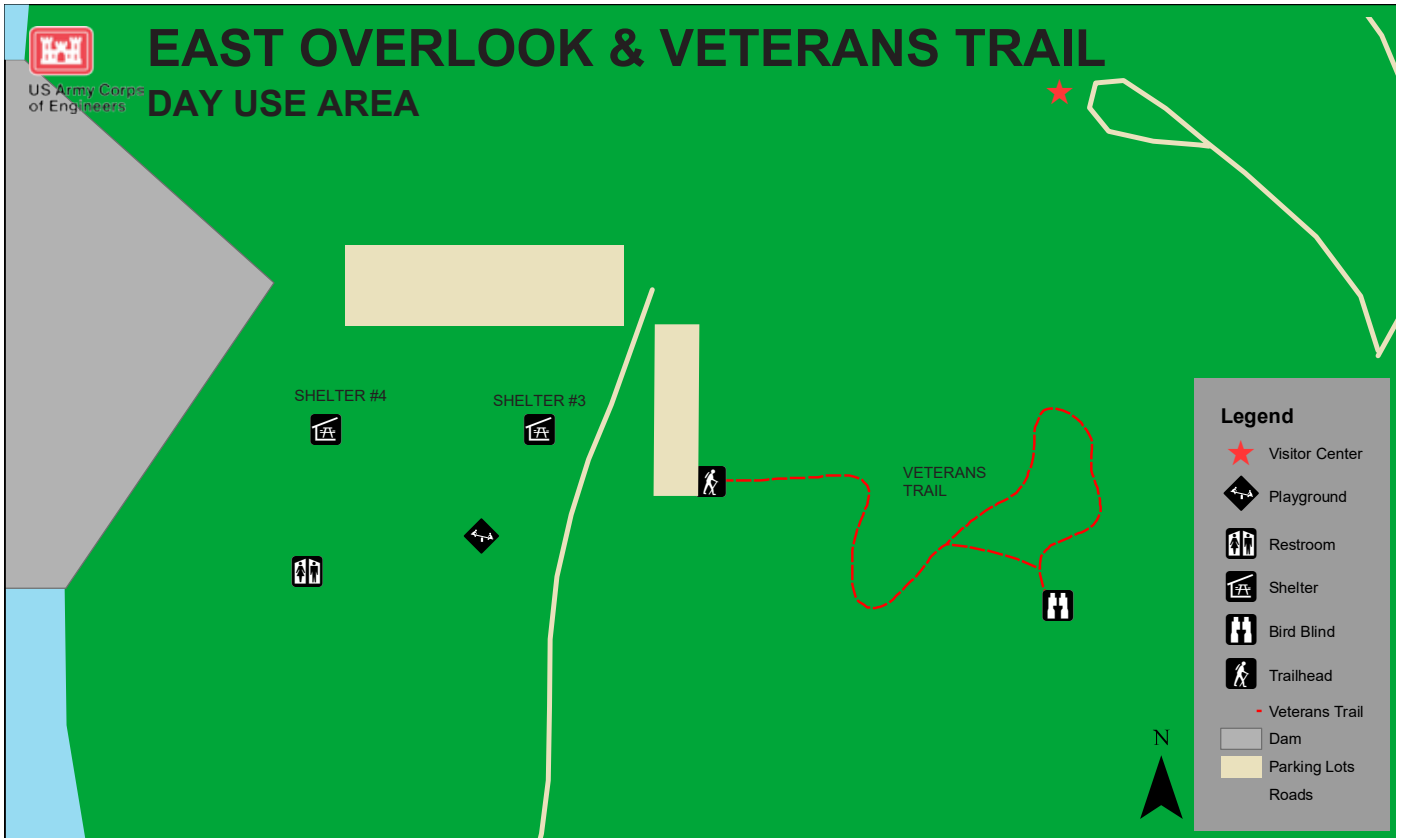 EAST OVERLOOK & VETERANS TRAIL
US Army Corps
of Engineers
DAY USE AREA
SHELTER #4
SHELTER #3
VETERANS
TRAIL
Legend
Visitor Center
Playground
Restroom
Shelter
Bird Blind
Trailhead
Veterans Trail
Dam
Parking Lots
Roads
N